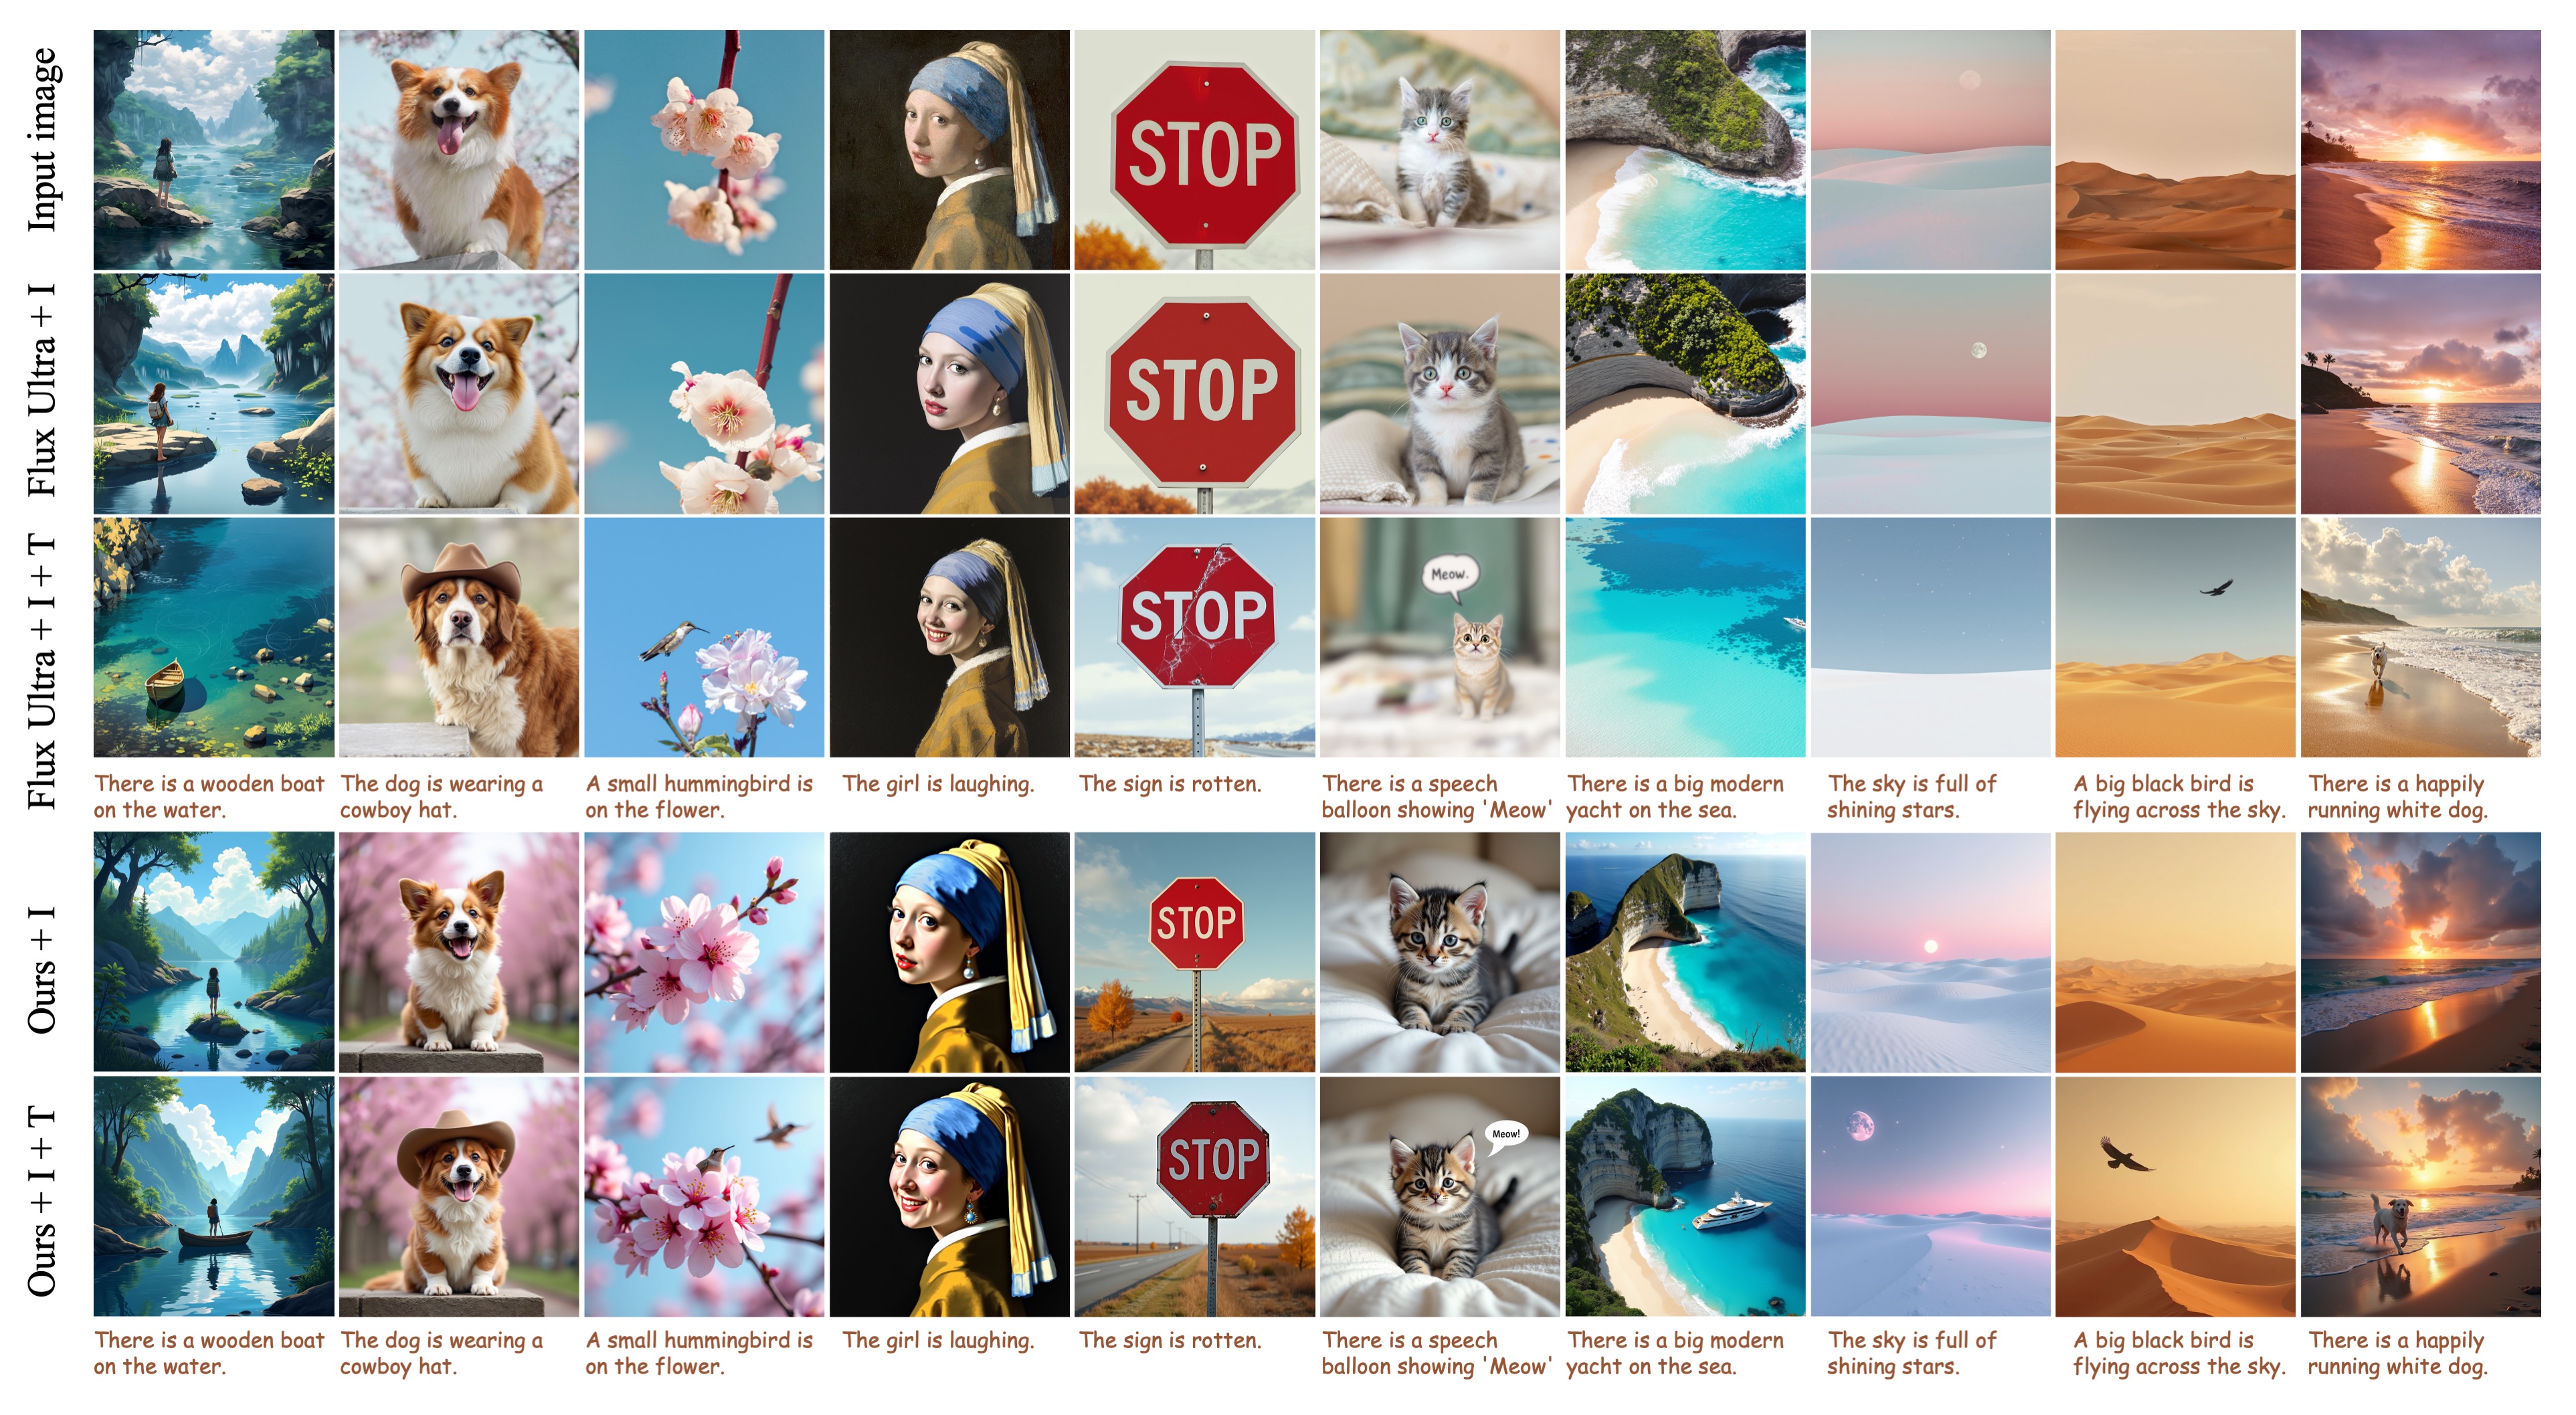 Input image
STOP
Flux Ultra + I
STOP
Flux Ultra + I + T
STOP
Meow.
There is a wooden boat
on the water.
The dog is wearing a
cowboy hat.
A small hummingbird is
on the flower.
The girl is laughing.
The sign is rotten.
There is a speech
balloon showing 'Meow'
There is a big modern
yacht on the sea.
The sky is full of
shining stars.
A big black bird is
flying across the sky.
There is a happily
running white dog.
Ours + I
STOP
Ours + I + T
STOP
Meow!
There is a wooden boat
on the water.
The dog is wearing a
cowboy hat.
A small hummingbird is
on the flower.
The girl is laughing.
The sign is rotten.
There is a speech
balloon showing 'Meow'
There is a big modern
yacht on the sea.
The sky is full of
shining stars.
A big black bird is
flying across the sky.
There is a happily
running white dog.